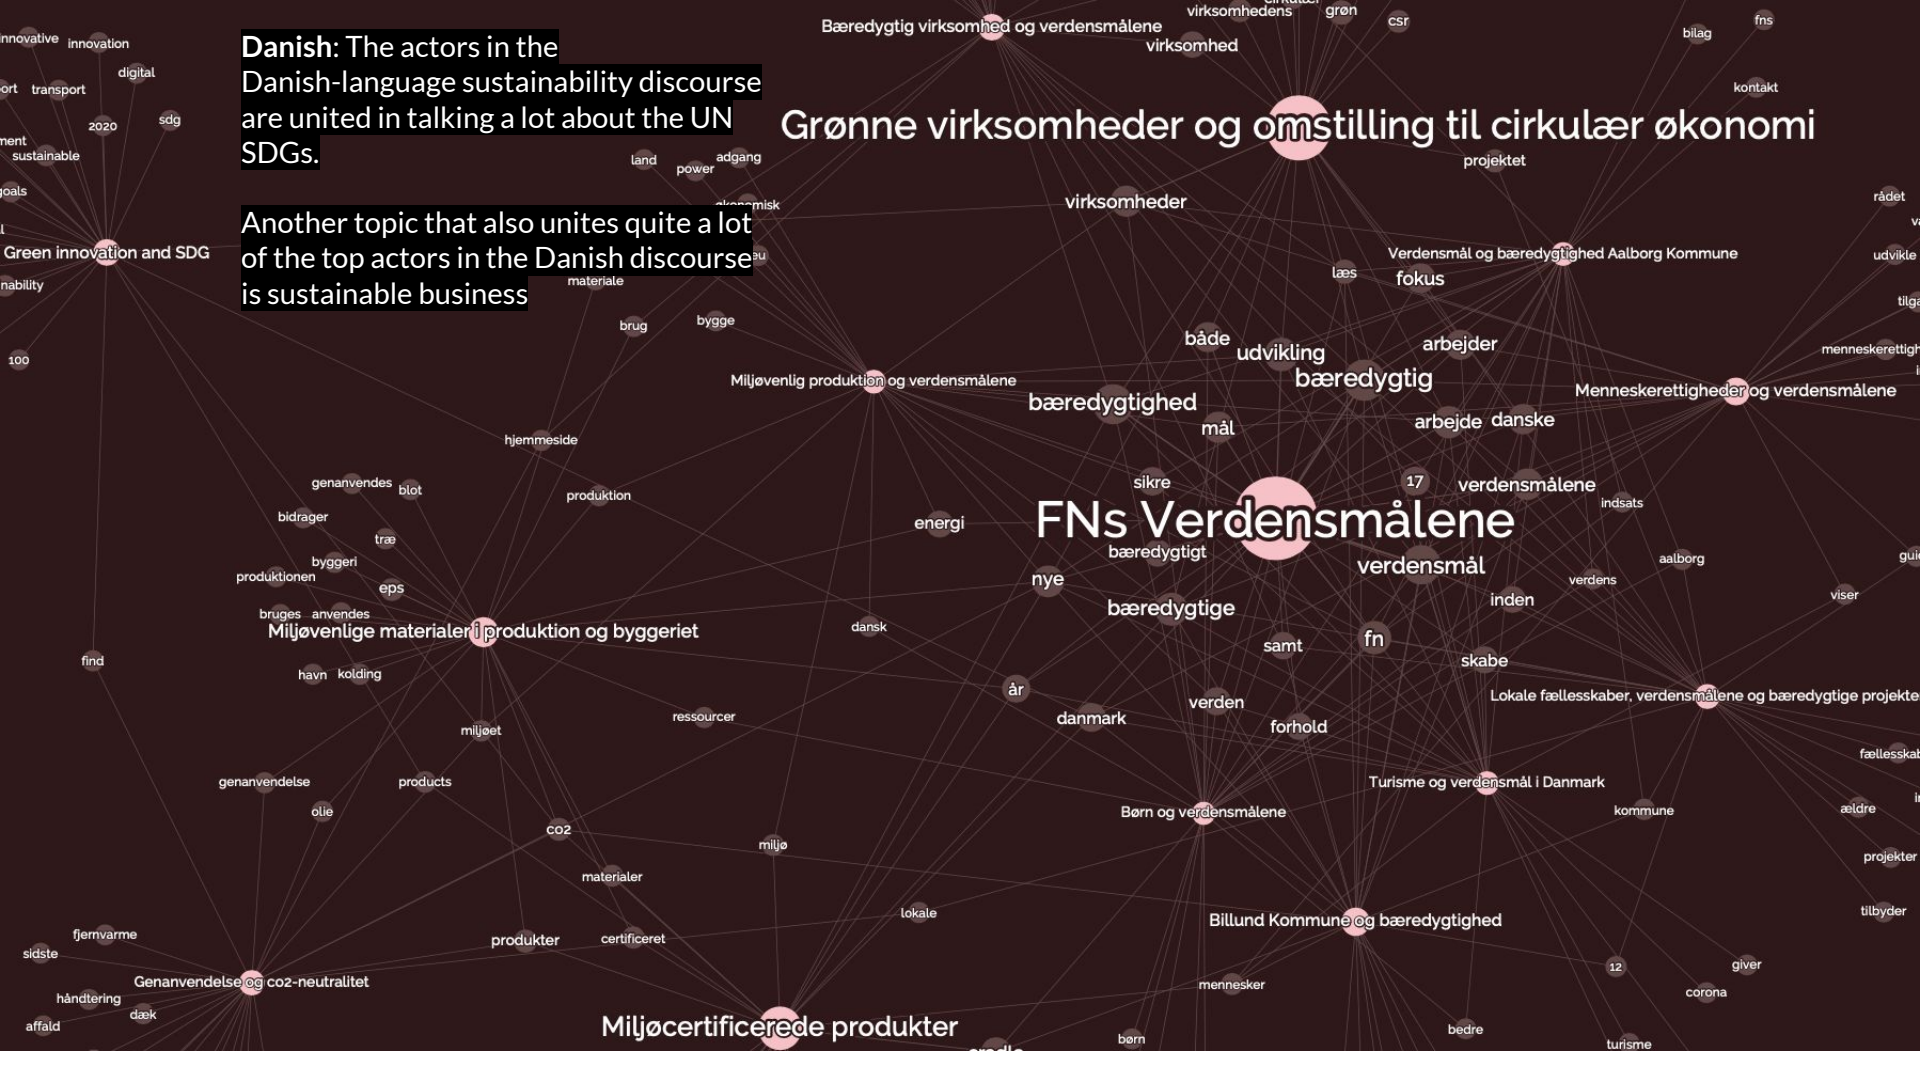 Danish: The actors in the
Danish-language sustainability discourse
are united in talking a lot about the UN
SDGs.
Another topic that also unites quite a lot
of the top actors in the Danish discourse
is sustainable business
Bæredygtig virksomhed og verdensmålene
virksomhedens
grøn
csr
fns
bilag
virksomhed
kontakt
innovation
digital
transport
2020
sdg
sustainable
Grønne virksomheder og omstilling til cirkulær økonomi
projektet
land
power
adgang
virksomheder
rådet
Green innovation and SDG
Verdensmål og bæredygtighed Aalborg Kommune
eu
udvikle
læs
fokus
materiale
brug
bygge
både
udvikling
arbejder
100
bæredygtig
Miljøvenlig produktion og verdensmålene
Menneskerettigheder og verdensmålene
bæredygtighed
mål
arbejde
danske
hjemmeside
genanvendes
blot
produktion
sikre
17
verdensmålene
indsats
bidrager
energi
FNs Verdensmålene
træ
byggeri
bæredygtigt
verdensmål
aalborg
produktionen
eps
nye
verdens
inden
viser
bruges
anvendes
bæredygtige
Miljøvenlige materialer i produktion og byggeriet
dansk
fn
samt
find
havn
kolding
skabe
år
verden
Lokale fællesskaber, verdensmålene og bæredygtige projekte
miljøet
ressourcer
danmark
forhold
genanvendelse
products
Turisme og verdensmål i Danmark
olie
co2
Børn og verdensmålene
kommune
ældre
miljø
projekter
materialer
lokale
Billund Kommune og bæredygtighed
tilbyder
fjernvarme
sidste
produkter
certificeret
12
giver
Genanvendelse og co2-neutralitet
mennesker
corona
håndtering
dæk
affald
Miljøcertificerede produkter
børn
bedre
turisme